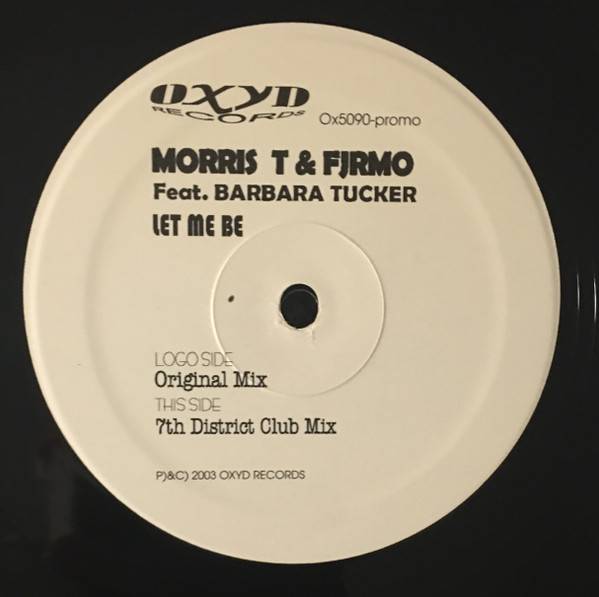 OXYD
RECORDS
Ox5090-promo
MORRIS T & FJRMO
Feat. BARBARA TUCKER
LET ME BE
LOGO SIDE
Original Mix
THIS SIDE
7th District Club Mix
P)&C) 2003 OXYD RECORDS